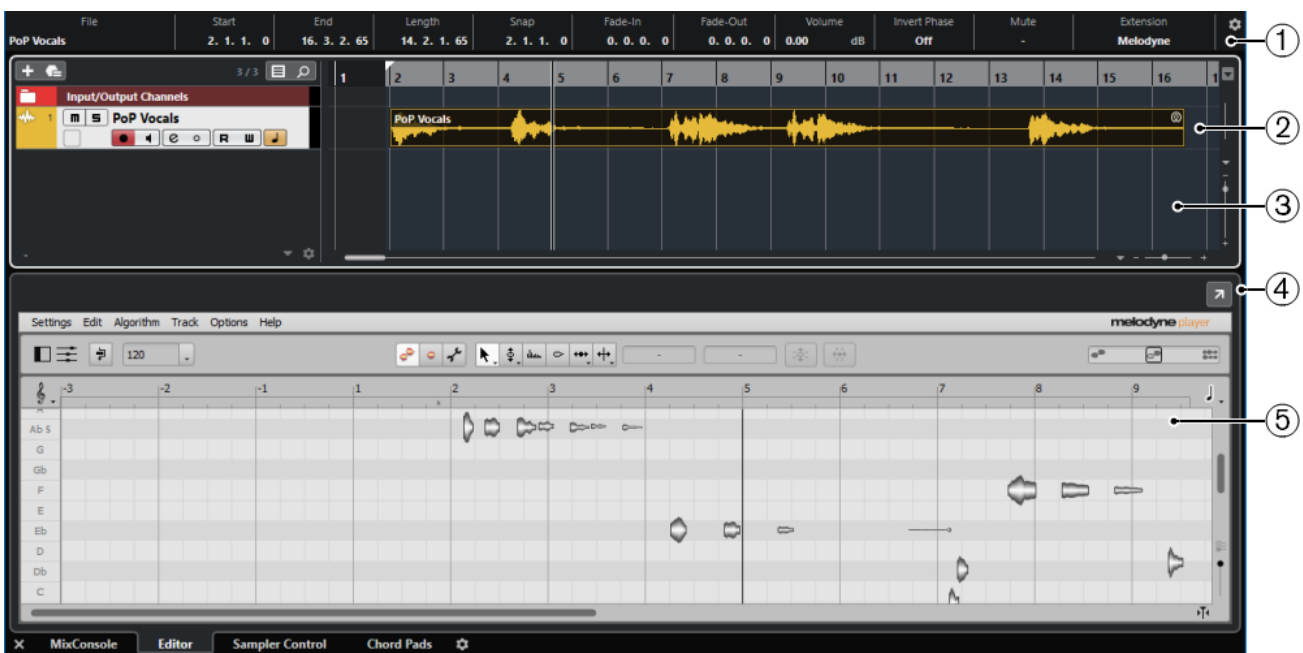 File Start End Length Snap Fade-In Fade-Out Volume Invert Phase Mute Extension
PoP Vocals 2. 1. 1. 0 16. 3. 2. 65 14. 2. 1. 65 2. 1. 1. 0 0. 0. 0. 0 0. 0. 0. 0 0.00 dB Off - Melodyne
1
3/3 1 2 3 4 5 6 7 8 9 10 11 12 13 14 15 16 1
Input/Output Channels
1 m S PoP Vocals
PoP Vocals
2
e R W
3
4
Settings Edit Algorithm Track Options Help melodyne player
120 - -
-3 -2 -1 1 2 3 4 5 6 7 8 9
Ab 5
5
G
Gb
F
E
Eb
D
Db
C
MixConsole Editor Sampler Control Chord Pads